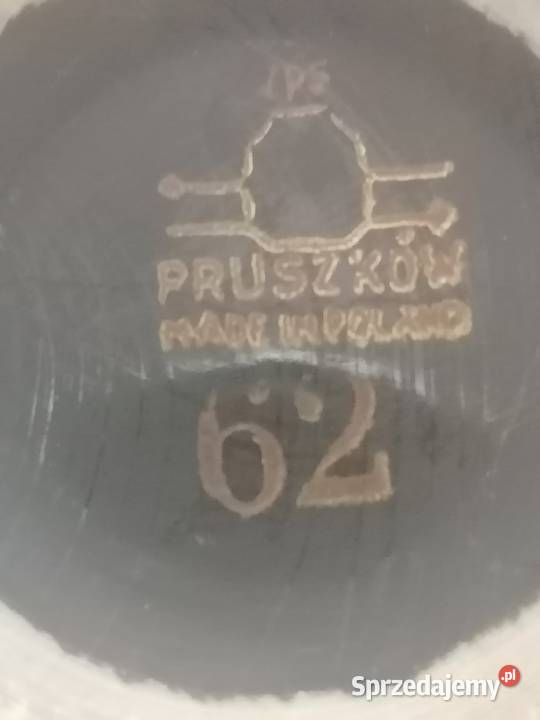 PRUSZKÓW
MADE IN POLAND
62
Sprzedajemy.pl